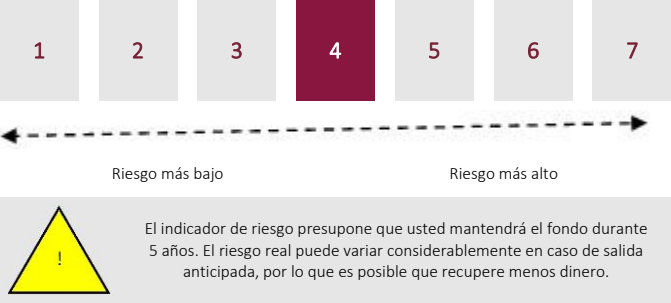 1 2 3 4 5 6 7
Riesgo más bajo Riesgo más alto
El indicador de riesgo presupone que usted mantendrá el fondo durante
5 años. El riesgo real puede variar considerablemente en caso de salida
anticipada, por lo que es posible que recupere menos dinero.
!